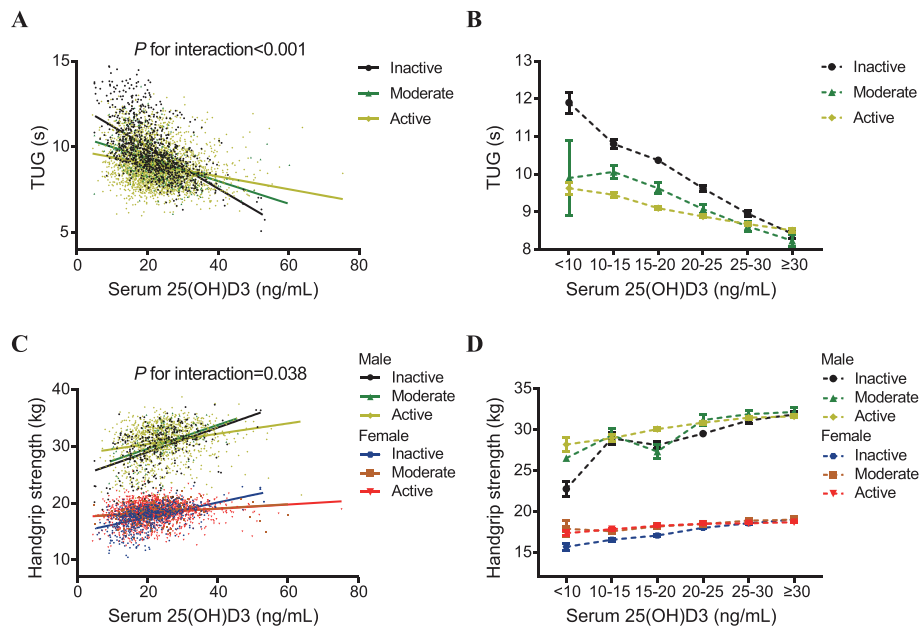 A
P for interaction<0.001
15
10
5
0
20
40
60
80
TUG (s)
Serum 25(OH)D3 (ng/mL)
Inactive
Moderate
Active
B
13
12
11
10
9
8
<10
10-15
15-20
20-25
25-30
≥30
TUG (s)
Serum 25(OH)D3 (ng/mL)
Inactive
Moderate
Active
C
P for interaction=0.038
40
30
20
10
0
20
40
60
80
Handgrip strength (kg)
Serum 25(OH)D3 (ng/mL)
Male
Inactive
Moderate
Active
Female
Inactive
Moderate
Active
D
35
30
25
20
15
<10
10-15
15-20
20-25
25-30
≥30
Handgrip strength (kg)
Serum 25(OH)D3 (ng/mL)
Male
Inactive
Moderate
Active
Female
Inactive
Moderate
Active